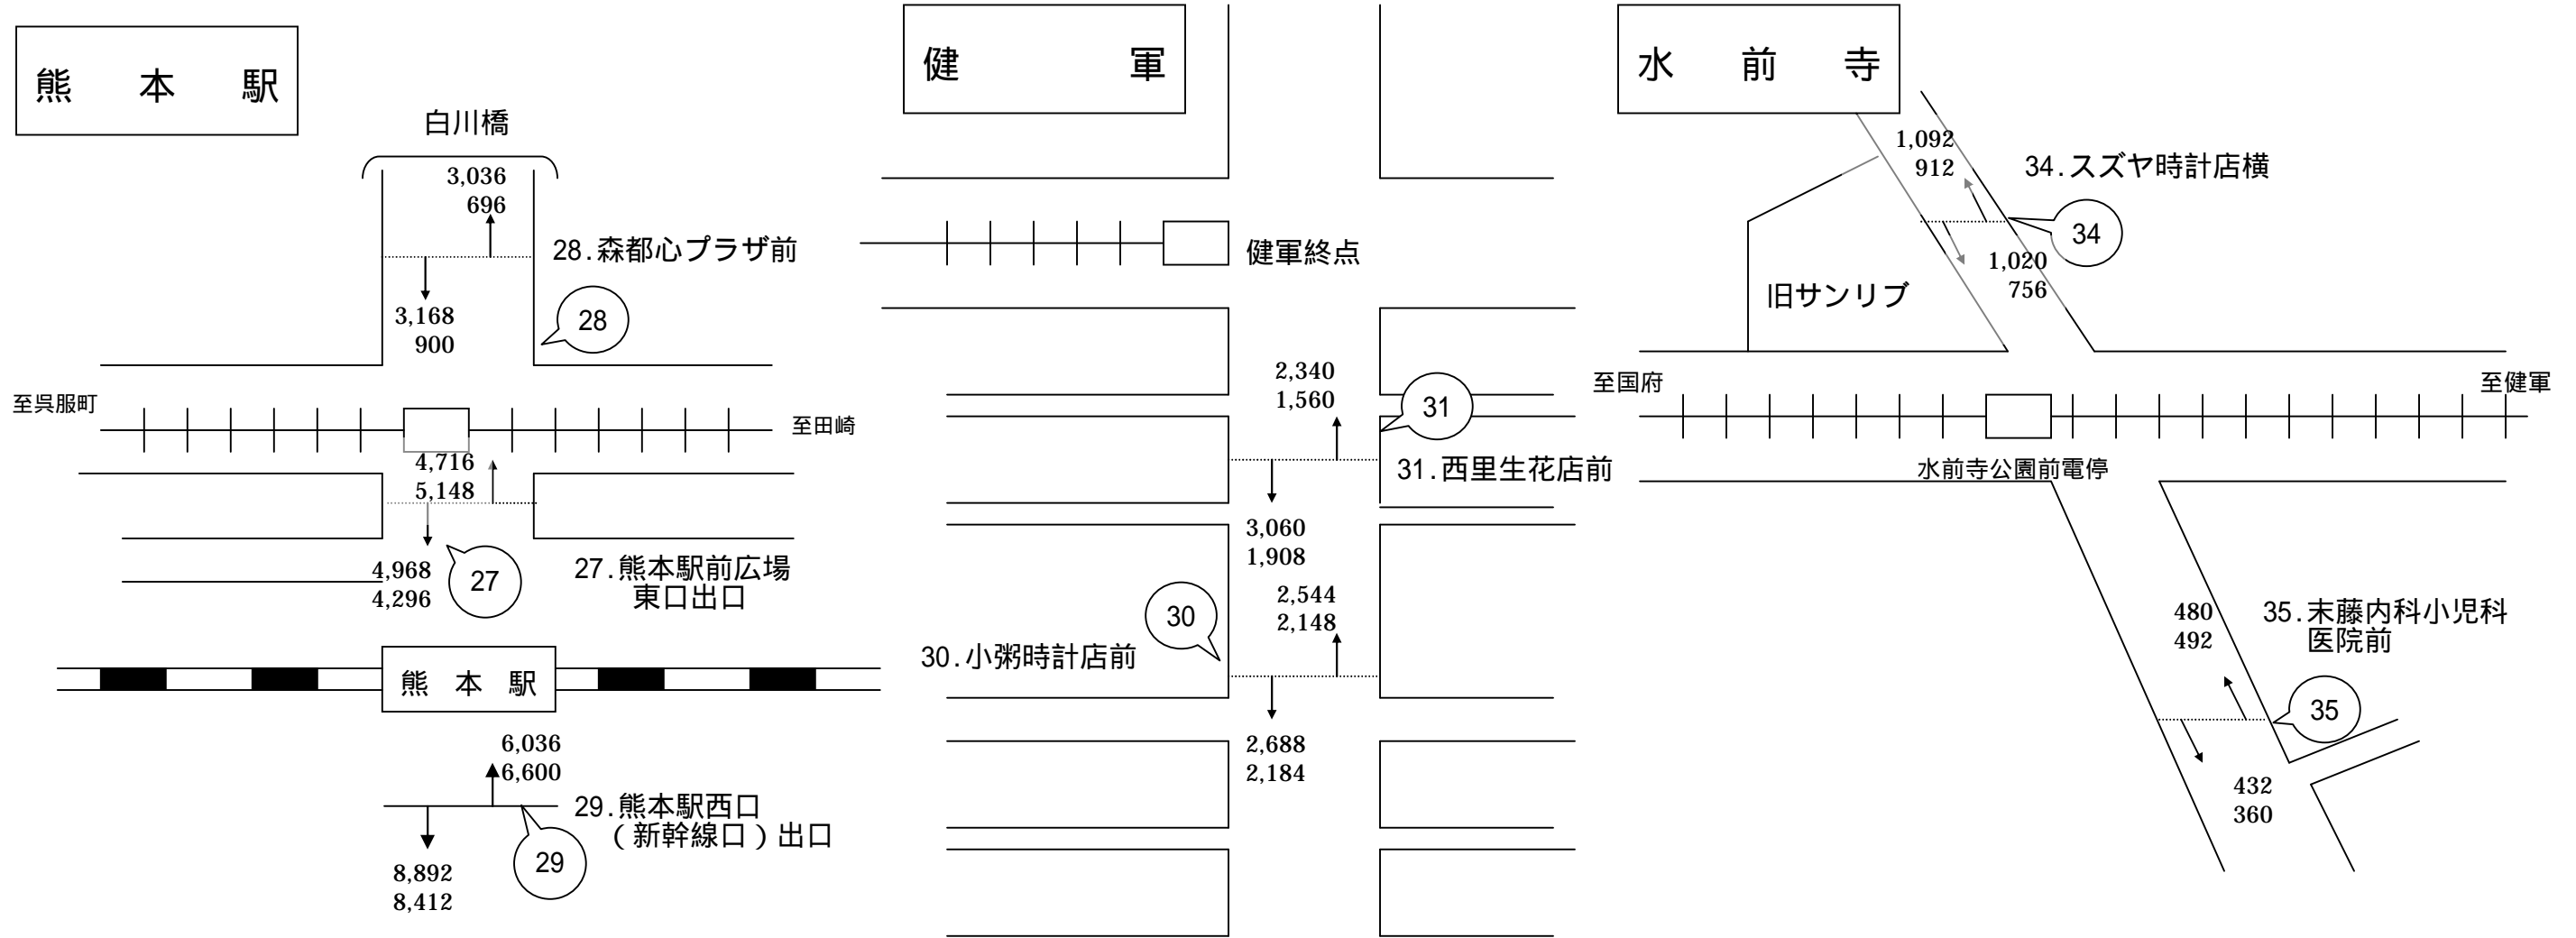 熊 本 駅
白川橋
3,036
696
28.森都心プラザ前
3,168
900
28
至呉服町
至田崎
4,716
5,148
4,968
4,296
27
27.熊本駅前広場
東口出口
熊 本 駅
6,036
6,600
29.熊本駅西口
（新幹線口）出口
8,892
8,412
29
健 軍
健軍終点
2,340
1,560
31
31.西里生花店前
3,060
1,908
2,544
2,148
30
30.小粥時計店前
2,688
2,184
水 前 寺
1,092
912
34.スズヤ時計店横
34
1,020
756
旧サンリブ
至国府
至健軍
水前寺公園前電停
480
492
35.末藤内科小児科
医院前
35
432
360